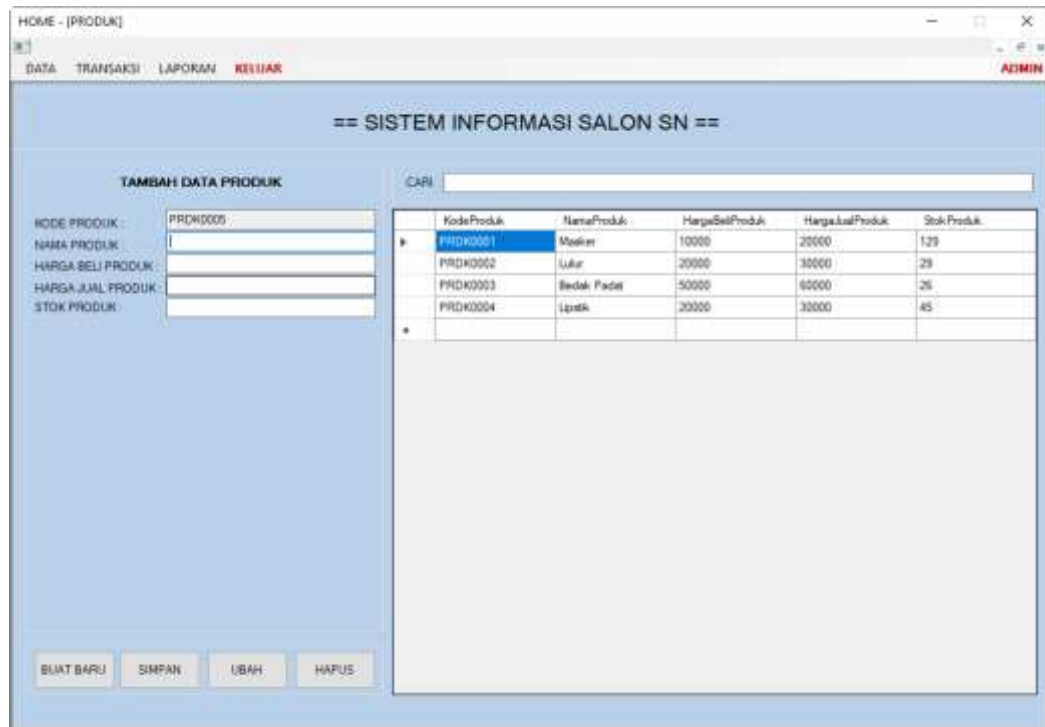 HOME - [PRODUK]
DATA TRANSAKSI LAPORAN KELUAR ADMIN
== SISTEM INFORMASI SALON SN ==
TAMBAH DATA PRODUK
KODE PRODUK : PRDK0005
NAMA PRODUK
HARGA BELI PRODUK :
HARGA JUAL PRODUK :
STOK PRODUK
BUAT BARU SIMPAN UBAH HAPUS
CARI
KodeProduk NamaProduk HargaBeliProduk HargaJualProduk StokProduk
PRDK0001 Masker 10000 20000 129
PRDK0002 Lulur 20000 30000 29
PRDK0003 Bedak Padat 50000 60000 26
PRDK0004 Lipstik 20000 30000 45